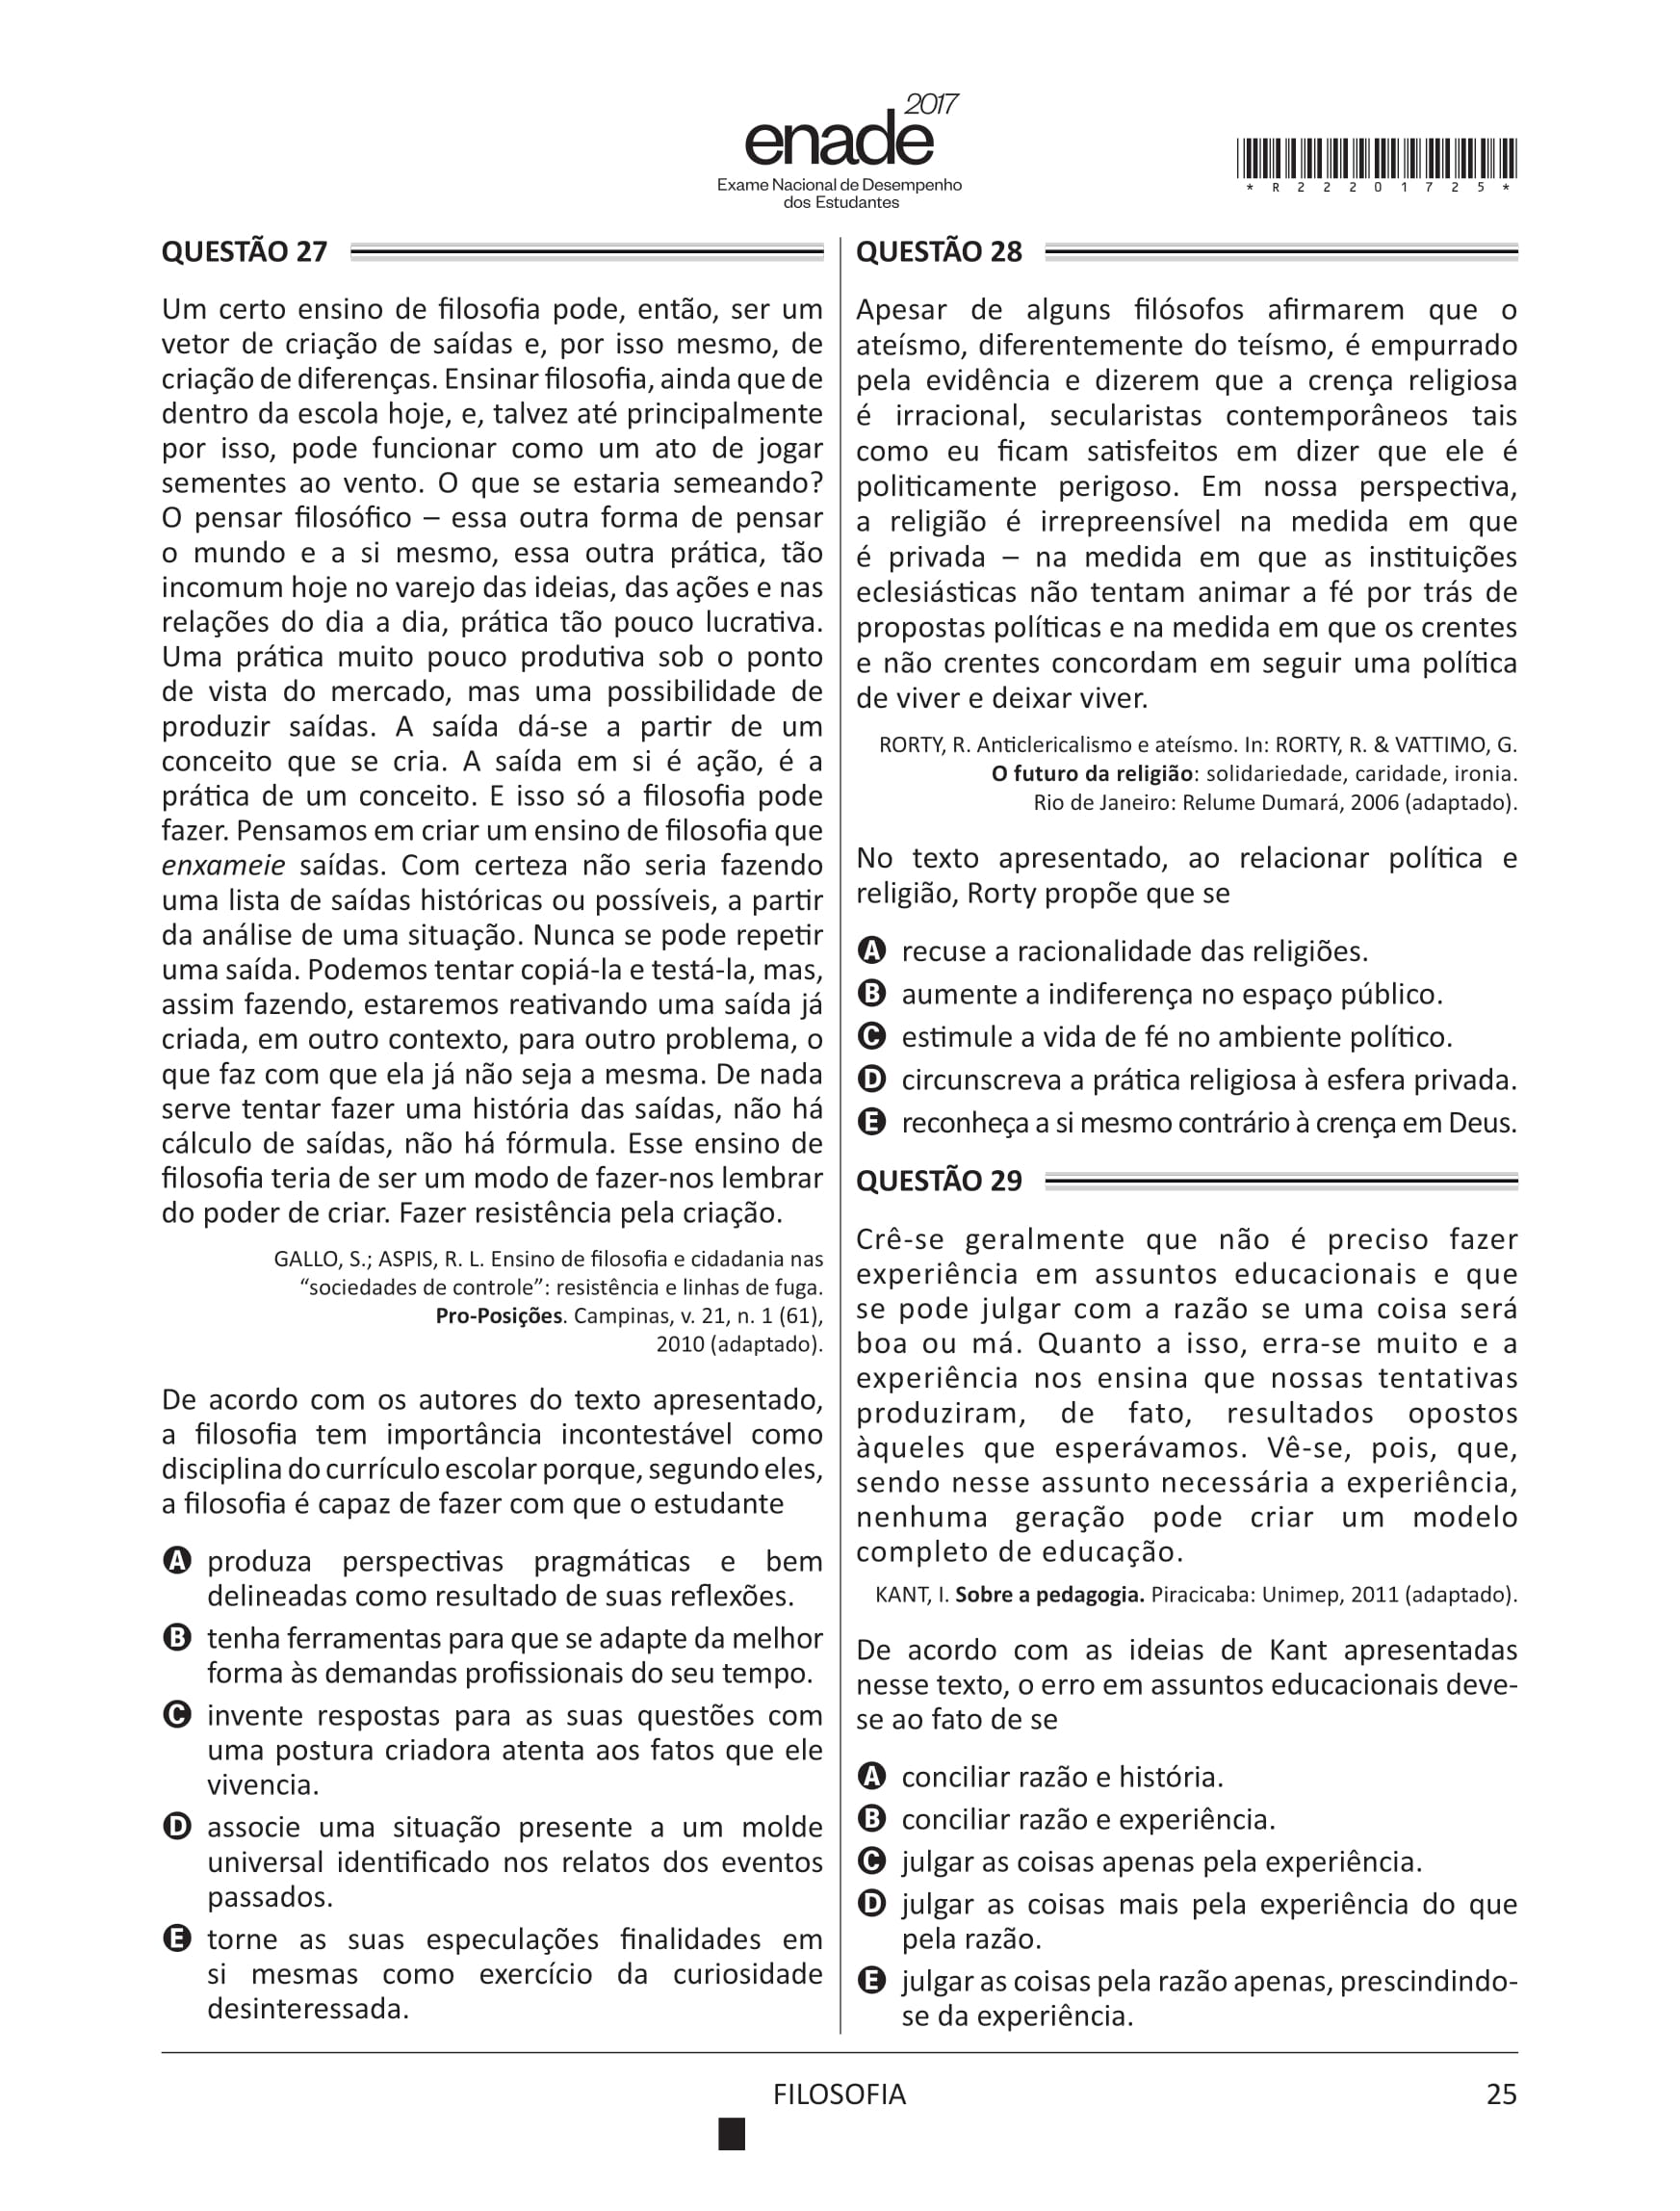 2017
enade
Exame Nacional de Desempenho
dos Estudantes
* R 2 2 2 0 1 7 2 5 *
QUESTÃO 27
Um certo ensino de filosofia pode, então, ser um
vetor de criação de saídas e, por isso mesmo, de
criação de diferenças. Ensinar filosofia, ainda que de
dentro da escola hoje, e, talvez até principalmente
por isso, pode funcionar como um ato de jogar
sementes ao vento. O que se estaria semeando?
O pensar filosófico – essa outra forma de pensar
o mundo e a si mesmo, essa outra prática, tão
incomum hoje no varejo das ideias, das ações e nas
relações do dia a dia, prática tão pouco lucrativa.
Uma prática muito pouco produtiva sob o ponto
de vista do mercado, mas uma possibilidade de
produzir saídas. A saída dá-se a partir de um
conceito que se cria. A saída em si é ação, é a
prática de um conceito. E isso só a filosofia pode
fazer. Pensamos em criar um ensino de filosofia que
enxameie saídas. Com certeza não seria fazendo
uma lista de saídas históricas ou possíveis, a partir
da análise de uma situação. Nunca se pode repetir
uma saída. Podemos tentar copiá-la e testá-la, mas,
assim fazendo, estaremos reativando uma saída já
criada, em outro contexto, para outro problema, o
que faz com que ela já não seja a mesma. De nada
serve tentar fazer uma história das saídas, não há
cálculo de saídas, não há fórmula. Esse ensino de
filosofia teria de ser um modo de fazer-nos lembrar
do poder de criar. Fazer resistência pela criação.
GALLO, S.; ASPIS, R. L. Ensino de filosofia e cidadania nas
“sociedades de controle”: resistência e linhas de fuga.
Pro-Posições. Campinas, v. 21, n. 1 (61),
2010 (adaptado).
De acordo com os autores do texto apresentado,
a filosofia tem importância incontestável como
disciplina do currículo escolar porque, segundo eles,
a filosofia é capaz de fazer com que o estudante
A produza perspectivas pragmáticas e bem
delineadas como resultado de suas reflexões.
B tenha ferramentas para que se adapte da melhor
forma às demandas profissionais do seu tempo.
C invente respostas para as suas questões com
uma postura criadora atenta aos fatos que ele
vivencia.
D associe uma situação presente a um molde
universal identificado nos relatos dos eventos
passados.
E torne as suas especulações finalidades em
si mesmas como exercício da curiosidade
desinteressada.
QUESTÃO 28
Apesar de alguns filósofos afirmarem que o
ateísmo, diferentemente do teísmo, é empurrado
pela evidência e dizerem que a crença religiosa
é irracional, secularistas contemporâneos tais
como eu ficam satisfeitos em dizer que ele é
politicamente perigoso. Em nossa perspectiva,
a religião é irrepreensível na medida em que
é privada – na medida em que as instituições
eclesiásticas não tentam animar a fé por trás de
propostas políticas e na medida em que os crentes
e não crentes concordam em seguir uma política
de viver e deixar viver.
RORTY, R. Anticlericalismo e ateísmo. In: RORTY, R. & VATTIMO, G.
O futuro da religião: solidariedade, caridade, ironia.
Rio de Janeiro: Relume Dumará, 2006 (adaptado).
No texto apresentado, ao relacionar política e
religião, Rorty propõe que se
A recuse a racionalidade das religiões.
B aumente a indiferença no espaço público.
C estimule a vida de fé no ambiente político.
D circunscreva a prática religiosa à esfera privada.
E reconheça a si mesmo contrário à crença em Deus.
QUESTÃO 29
Crê-se geralmente que não é preciso fazer
experiência em assuntos educacionais e que
se pode julgar com a razão se uma coisa será
boa ou má. Quanto a isso, erra-se muito e a
experiência nos ensina que nossas tentativas
produziram, de fato, resultados opostos
àqueles que esperávamos. Vê-se, pois, que,
sendo nesse assunto necessária a experiência,
nenhuma geração pode criar um modelo
completo de educação.
KANT, I. Sobre a pedagogia. Piracicaba: Unimep, 2011 (adaptado).
De acordo com as ideias de Kant apresentadas
nesse texto, o erro em assuntos educacionais deve-
se ao fato de se
A conciliar razão e história.
B conciliar razão e experiência.
C julgar as coisas apenas pela experiência.
D julgar as coisas mais pela experiência do que
pela razão.
E julgar as coisas pela razão apenas, prescindindo-
se da experiência.
FILOSOFIA
25